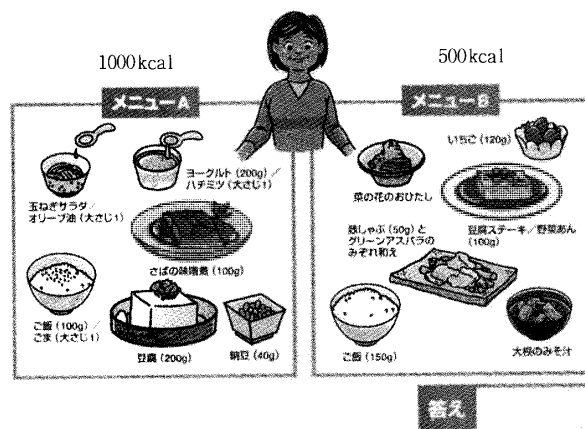 1000kcal
500kcal
メニューA
メニューB
玉ねぎサラダ/
オリーブ油(大さじ1)
ヨーグルト(200g)/
ハチミツ(大さじ1)
さばの味噌煮(100g)
ご飯(100g)/
ごま(大さじ1)
豆腐(200g)
納豆(40g)
いちご(120g)
菜の花のおひたし
豆腐ステーキ/野菜あん
(160g)
豚しゃぶ(50g)と
グリーンアスパラの
みぞれ和え
ご飯(150g)
大根のみそ汁
答え